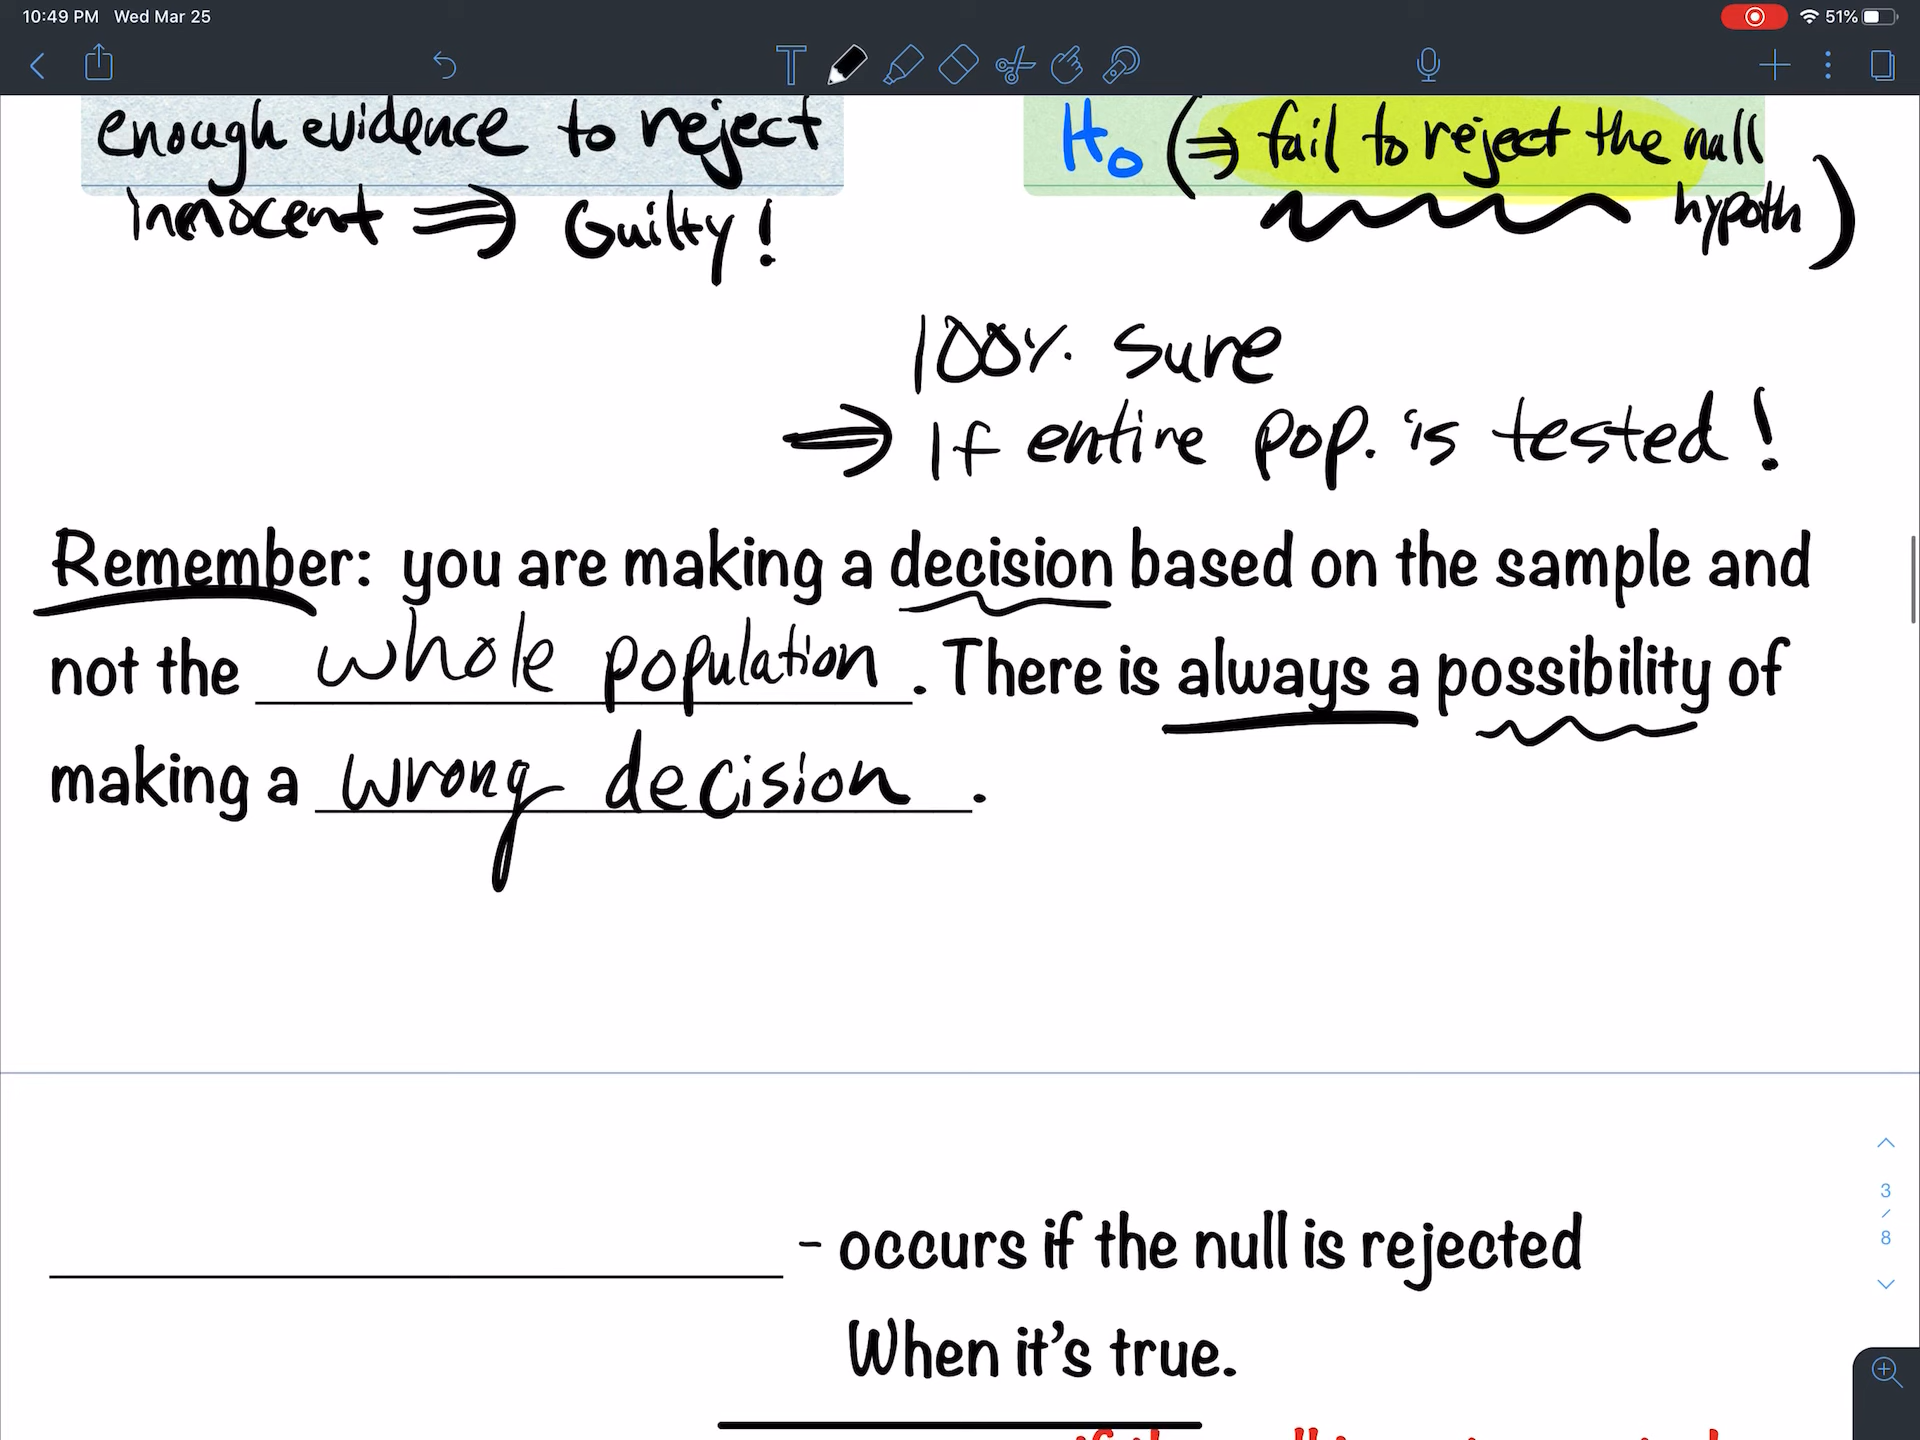 10:49 PM Wed Mar 25
51%
enough evidence to reject
innocent ⇒ Guilty!
H₀ (⇒ fail to reject the null
hypoth)
100% sure
⇒ If entire pop. is tested!
Remember: you are making a decision based on the sample and
not the whole population. There is always a possibility of
making a wrong decision.
- occurs if the null is rejected
When it's true.
3
/
8